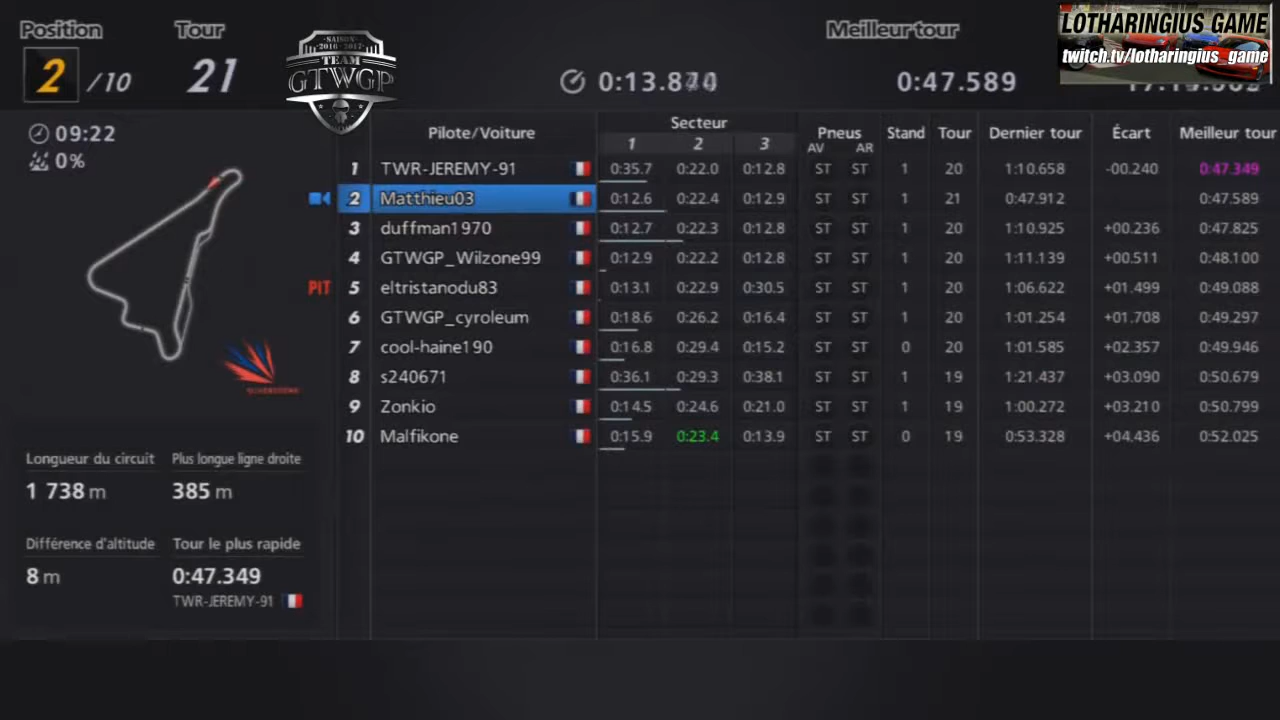 Position Tour Meilleur tour
2 /10 21 0:47.589
SAISON
2016-2017
TEAM
GTWGP
LOTHARINGIUS GAME
twitch.tv/lotharingius_game
09:22
0%
Pilote/Voiture Secteur Pneus Stand Tour Dernier tour Écart Meilleur tour
1 2 3 AV AR
1 TWR-JEREMY-91 0:35.7 0:22.0 0:12.8 ST ST 1 20 1:10.658 -00.240 0:47.349
2 Matthieu03 0:12.6 0:22.4 0:12.9 ST ST 1 21 0:47.912 0:47.589
3 duffman1970 0:12.7 0:22.3 0:12.8 ST ST 1 20 1:10.925 +00.236 0:47.825
4 GTWGP_Wilzone99 0:12.9 0:22.2 0:12.8 ST ST 1 20 1:11.139 +00.511 0:48.100
PIT 5 eltristanodu83 0:13.1 0:22.9 0:30.5 ST ST 1 20 1:06.622 +01.499 0:49.088
6 GTWGP_cyroleum 0:18.6 0:26.2 0:16.4 ST ST 1 20 1:01.254 +01.708 0:49.297
7 cool-haine190 0:16.8 0:29.4 0:15.2 ST ST 0 20 1:01.585 +02.357 0:49.946
8 s240671 0:36.1 0:29.3 0:38.1 ST ST 1 19 1:21.437 +03.090 0:50.679
9 Zonkio 0:14.5 0:24.6 0:21.0 ST ST 1 19 1:00.272 +03.210 0:50.799
10 Malfikone 0:15.9 0:23.4 0:13.9 ST ST 0 19 0:53.328 +04.436 0:52.025
SILVERSTONE
Longueur du circuit Plus longue ligne droite
1 738 m 385 m
Différence d'altitude Tour le plus rapide
8 m 0:47.349
TWR-JEREMY-91